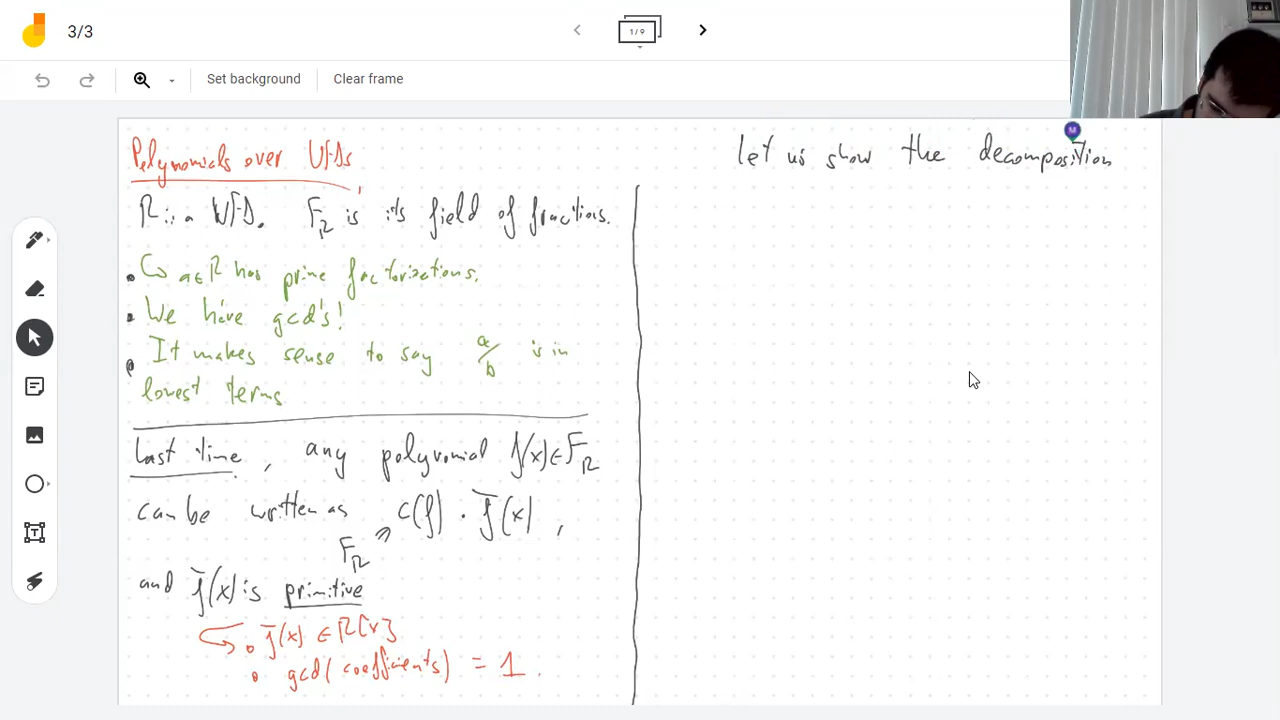 3/3
1/9
Set background
Clear frame
Polynomials over UFDs
R is a UFD. F_R is its field of fractions.
• ↪ a∈R has prime factorizations.
• We have gcd's!
• It makes sense to say a/b is in
lowest terms
Last time, any polynomial f(x)∈F_R
can be written as c(f) · f̄(x),
F_R
and f̄(x) is primitive
• f̄(x) ∈ R[x]
• gcd(coefficients) = 1.
M
let us show the decomposition